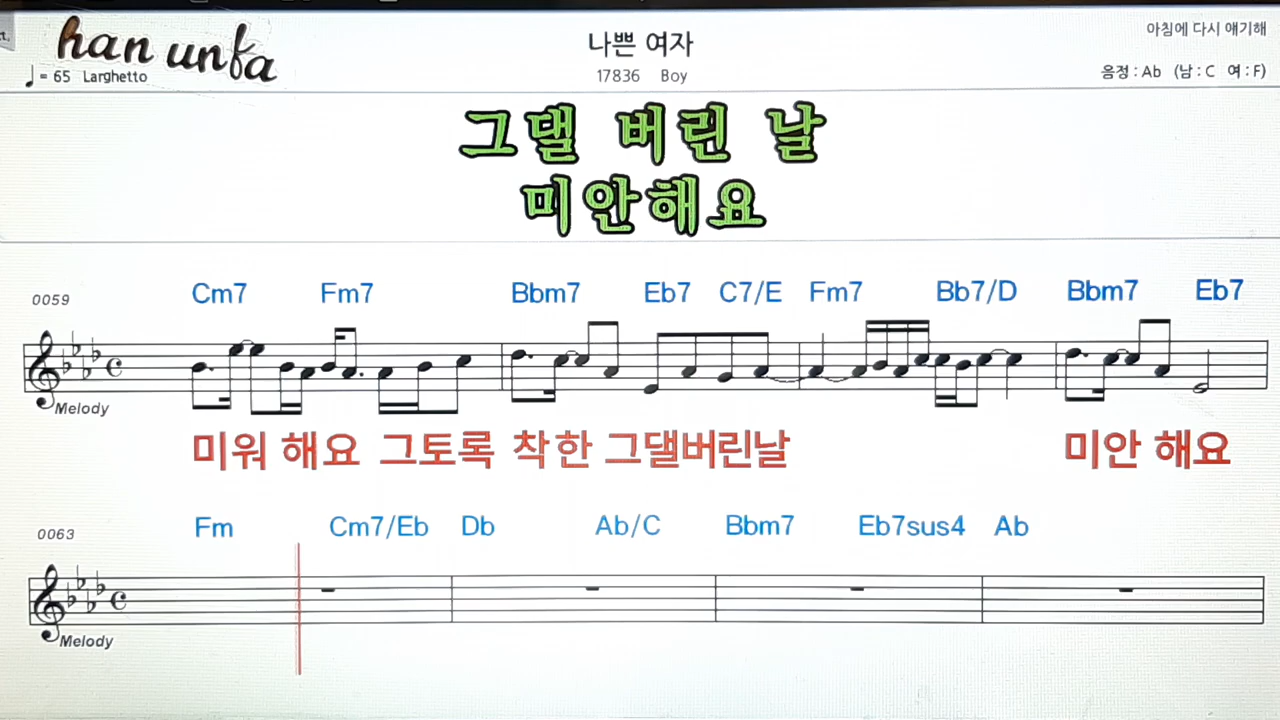 han unfa
♩= 65 Larghetto
나쁜 여자
17836 Boy
아침에 다시 얘기해
음정 : Ab (남 : C 여 : F)
그댈 버린 날
미안해요
0059
Cm7 Fm7 Bbm7 Eb7 C7/E Fm7 Bb7/D Bbm7 Eb7
Melody
미워 해요 그토록 착한 그댈버린날 미안 해요
0063
Fm Cm7/Eb Db Ab/C Bbm7 Eb7sus4 Ab
Melody